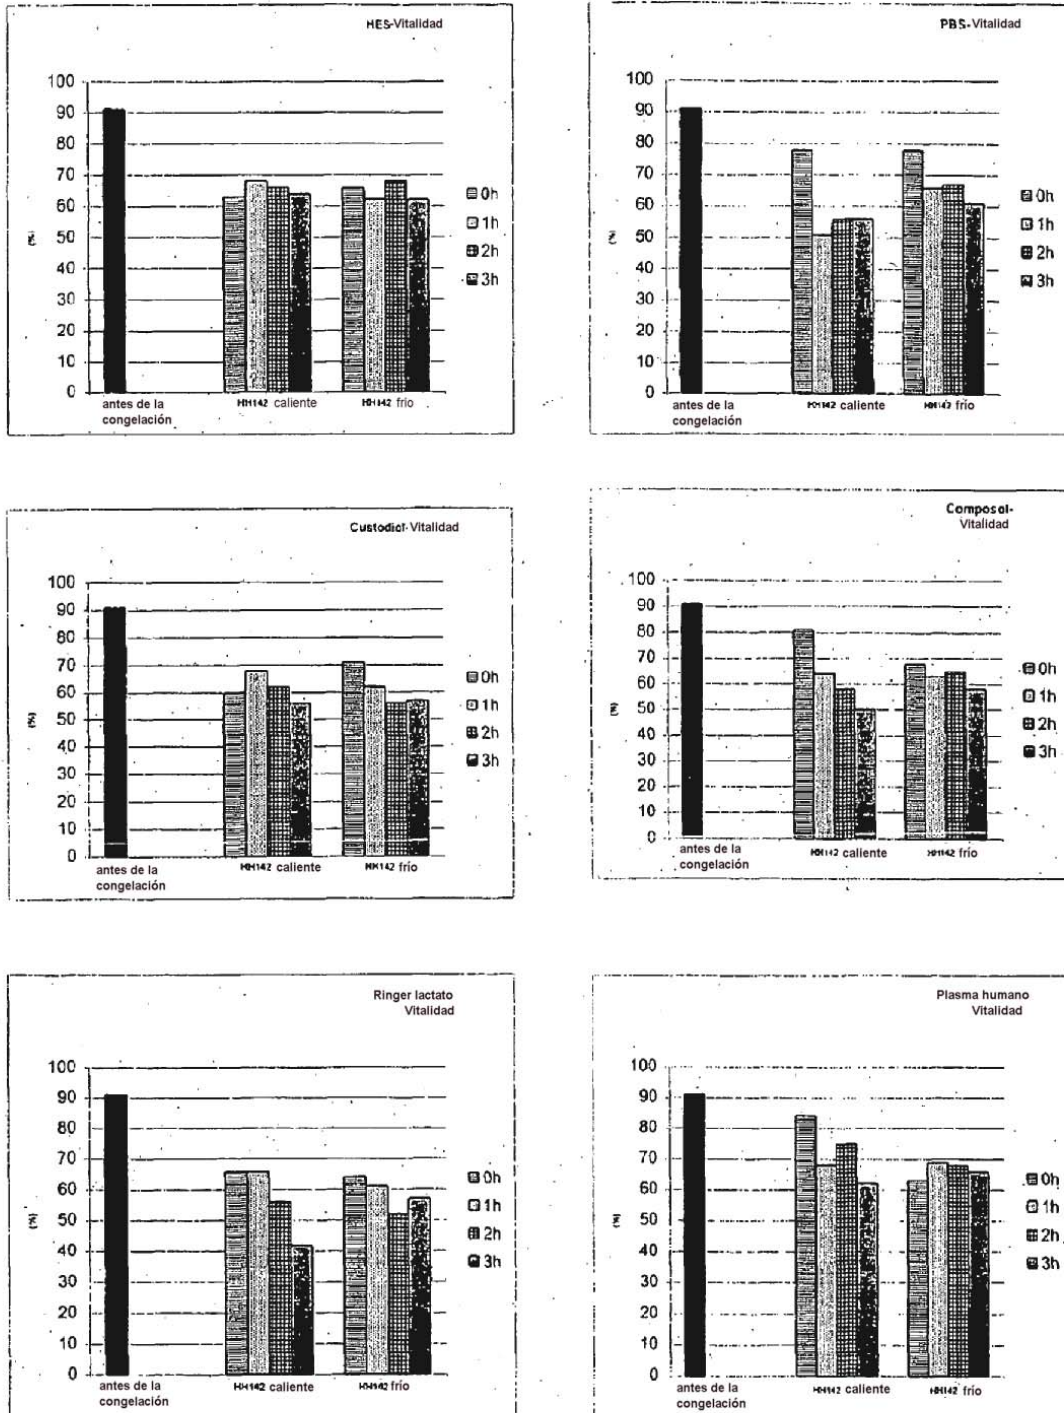 HES-Vitalidad
100
90
80
70
60
50
40
30
20
10
0
(%)
antes de la
congelación
HH142 caliente
HH142 frío
0h
1h
2h
3h
PBS-Vitalidad
100
90
80
70
60
50
40
30
20
10
0
(%)
antes de la
congelación
HH142 caliente
HH142 frío
0h
1h
2h
3h
Custodiol-Vitalidad
100
90
80
70
60
50
40
30
20
10
0
(%)
antes de la
congelación
HH142 caliente
HH142 frío
0h
1h
2h
3h
Composol-
Vitalidad
100
90
80
70
60
50
40
30
20
10
0
(%)
antes de la
congelación
HH142 caliente
HH142 frío
0h
1h
2h
3h
Ringer lactato
Vitalidad
100
90
80
70
60
50
40
30
20
10
0
(%)
antes de la
congelación
HH142 caliente
HH142 frío
0h
1h
2h
3h
Plasma humano
Vitalidad
100
90
80
70
60
50
40
30
20
10
0
(%)
antes de la
congelación
HH142 caliente
HH142 frío
0h
1h
2h
3h